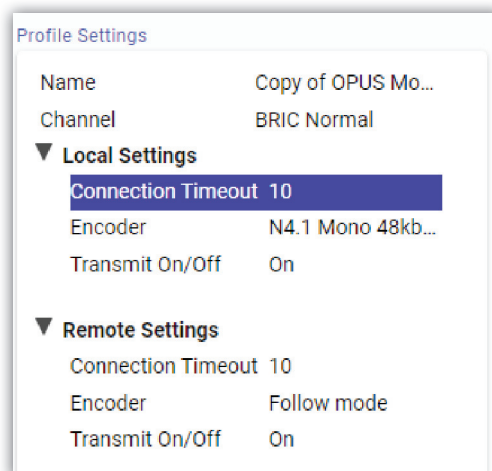 Profile Settings
Name Copy of OPUS Mo...
Channel BRIC Normal
Local Settings
Connection Timeout 10
Encoder N4.1 Mono 48kb...
Transmit On/Off On
Remote Settings
Connection Timeout 10
Encoder Follow mode
Transmit On/Off On